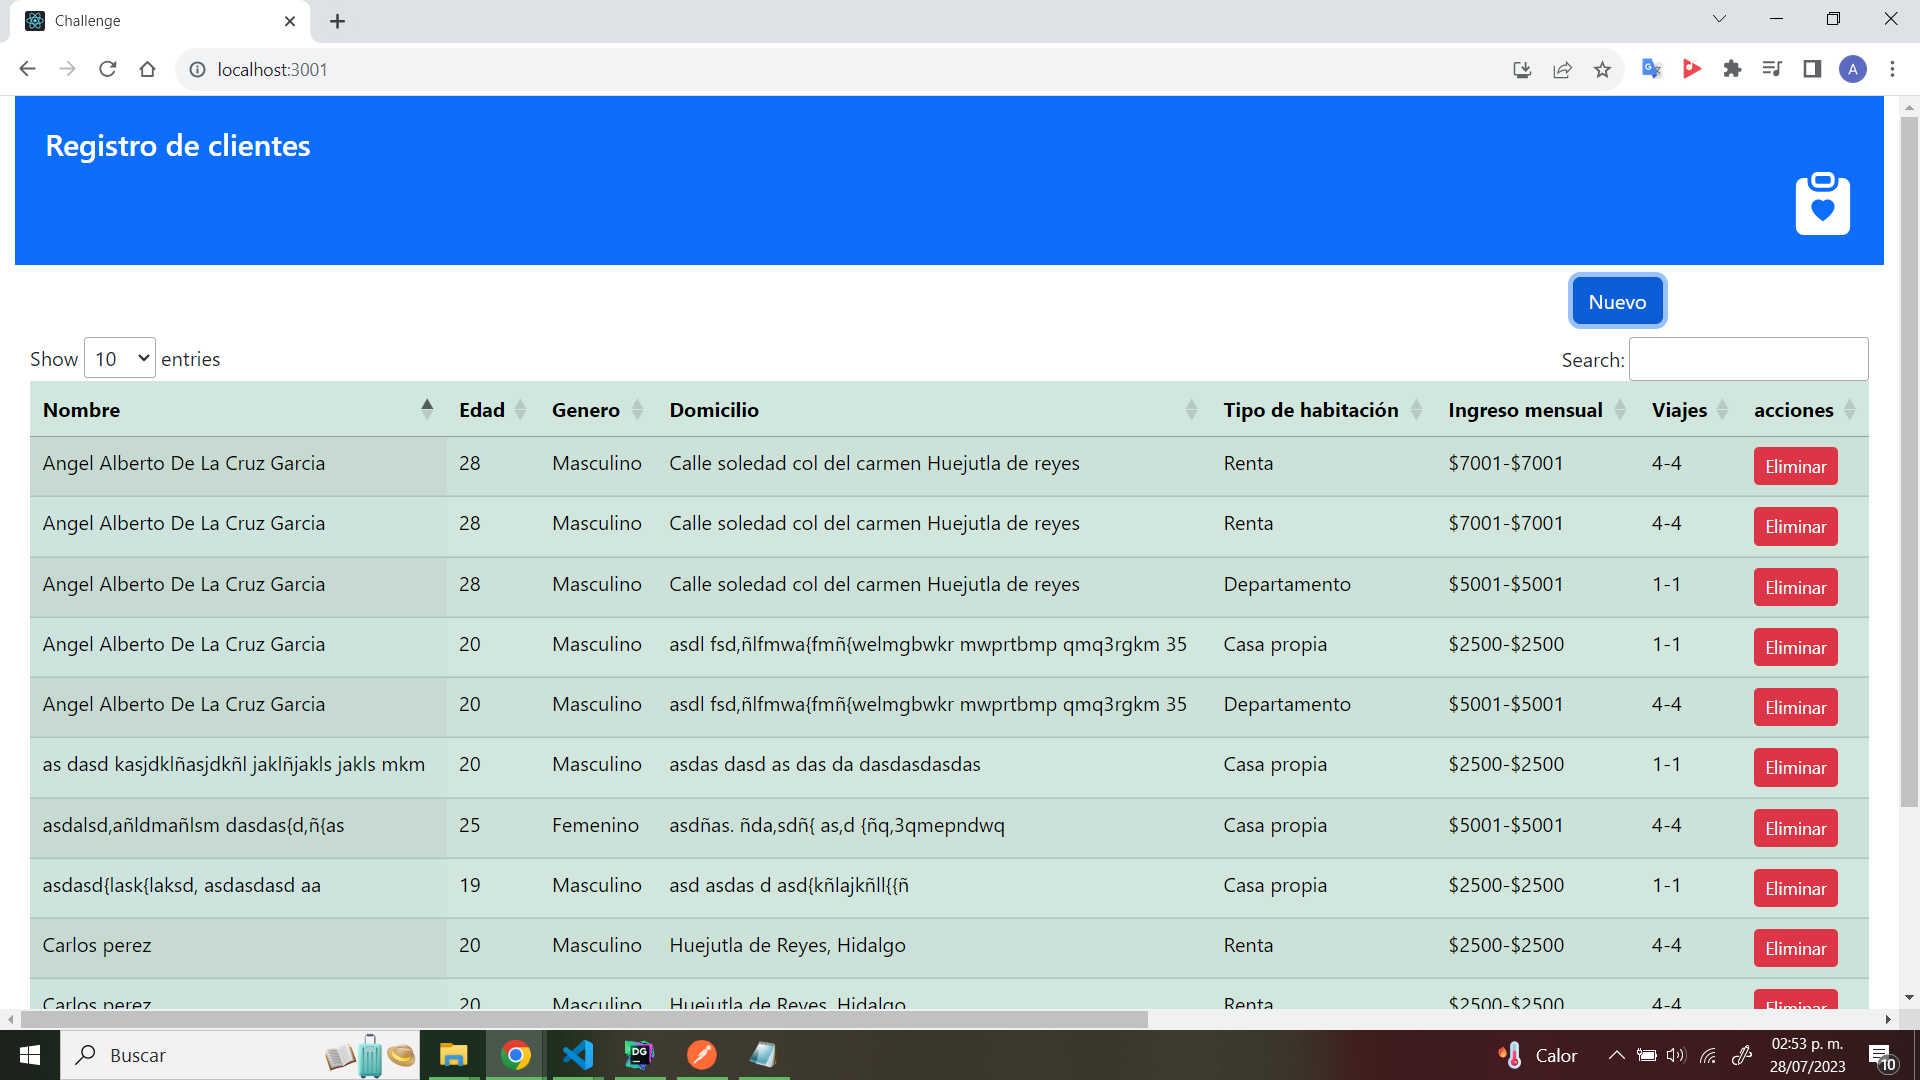 Challenge
localhost:3001
A
Registro de clientes
Nuevo
Show 10 entries
Search:
Nombre Edad Genero Domicilio Tipo de habitación Ingreso mensual Viajes acciones
Angel Alberto De La Cruz Garcia 28 Masculino Calle soledad col del carmen Huejutla de reyes Renta $7001-$7001 4-4 Eliminar
Angel Alberto De La Cruz Garcia 28 Masculino Calle soledad col del carmen Huejutla de reyes Renta $7001-$7001 4-4 Eliminar
Angel Alberto De La Cruz Garcia 28 Masculino Calle soledad col del carmen Huejutla de reyes Departamento $5001-$5001 1-1 Eliminar
Angel Alberto De La Cruz Garcia 20 Masculino asdl fsd,ñlfmwa{fmñ{welmgbwkr mwprtbmp qmq3rgkm 35 Casa propia $2500-$2500 1-1 Eliminar
Angel Alberto De La Cruz Garcia 20 Masculino asdl fsd,ñlfmwa{fmñ{welmgbwkr mwprtbmp qmq3rgkm 35 Departamento $5001-$5001 4-4 Eliminar
as dasd kasjdklñasjdkñl jaklñjakls jakls mkm 20 Masculino asdas dasd as das da dasdasdasdas Casa propia $2500-$2500 1-1 Eliminar
asdalsd,añldmañlsm dasdas{d,ñ{as 25 Femenino asdñas. ñda,sdñ{ as,d {ñq,3qmepndwq Casa propia $5001-$5001 4-4 Eliminar
asdasd{lask{laksd, asdasdasd aa 19 Masculino asd asdas d asd{kñlajkñll{{ñ Casa propia $2500-$2500 1-1 Eliminar
Carlos perez 20 Masculino Huejutla de Reyes, Hidalgo Renta $2500-$2500 4-4 Eliminar
Carlos perez 20 Masculino Huejutla de Reyes, Hidalgo Renta $2500-$2500 4-4 Eliminar
Buscar
DG
Calor
02:53 p. m.
28/07/2023
10